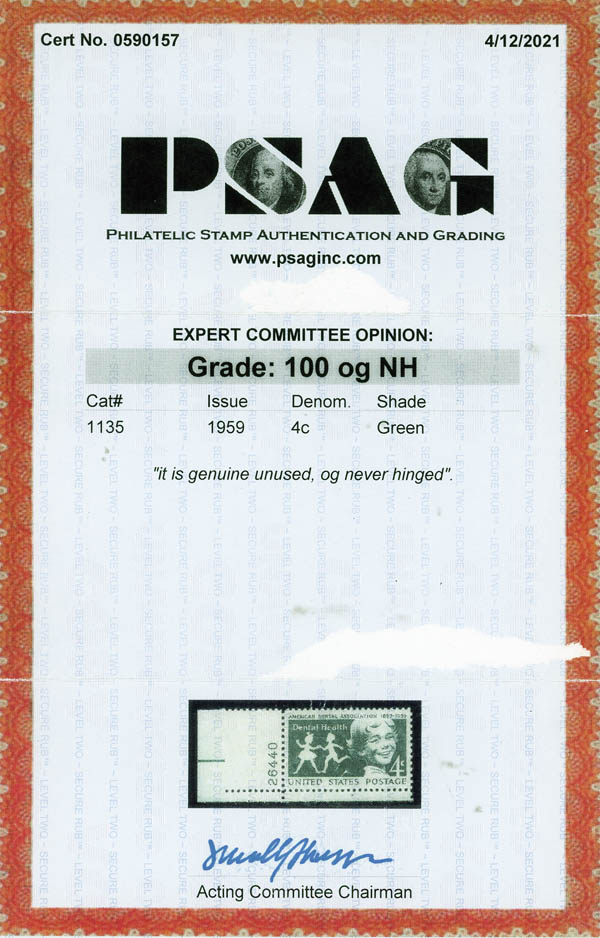 Cert No. 0590157 4/12/2021
PSAG
PHILATELIC STAMP AUTHENTICATION AND GRADING
www.psaginc.com
EXPERT COMMITTEE OPINION:
Grade: 100 og NH
Cat# Issue Denom. Shade
1135 1959 4c Green
"it is genuine unused, og never hinged".
AMERICAN DENTAL ASSOCIATION 1859-1959
Dental Health
4c
UNITED STATES POSTAGE
26440
Acting Committee Chairman